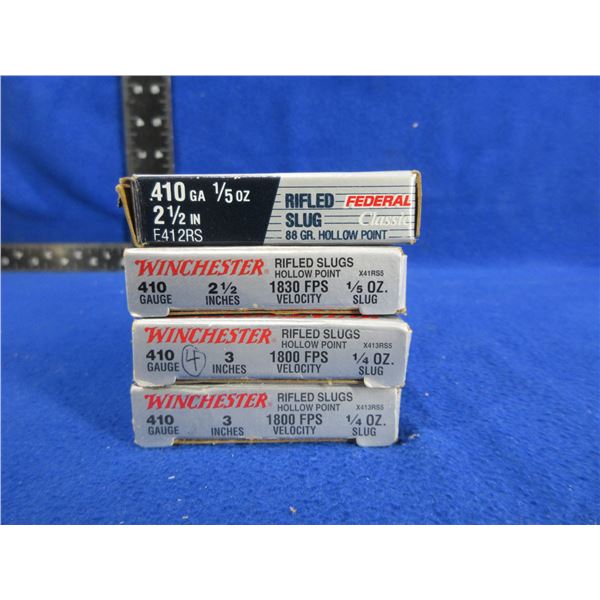 .410 GA 1/5 OZ
2 1/2 IN
F412RS
RIFLED FEDERAL
SLUG Classic
88 GR. HOLLOW POINT
WINCHESTER RIFLED SLUGS
HOLLOW POINT X41RS5
410 2 1/2 1830 FPS 1/5 OZ.
GAUGE INCHES VELOCITY SLUG
WINCHESTER RIFLED SLUGS
HOLLOW POINT X413RS5
410 4 3 1800 FPS 1/4 OZ.
GAUGE INCHES VELOCITY SLUG
WINCHESTER RIFLED SLUGS
HOLLOW POINT X413RS5
410 3 1800 FPS 1/4 OZ.
GAUGE INCHES VELOCITY SLUG